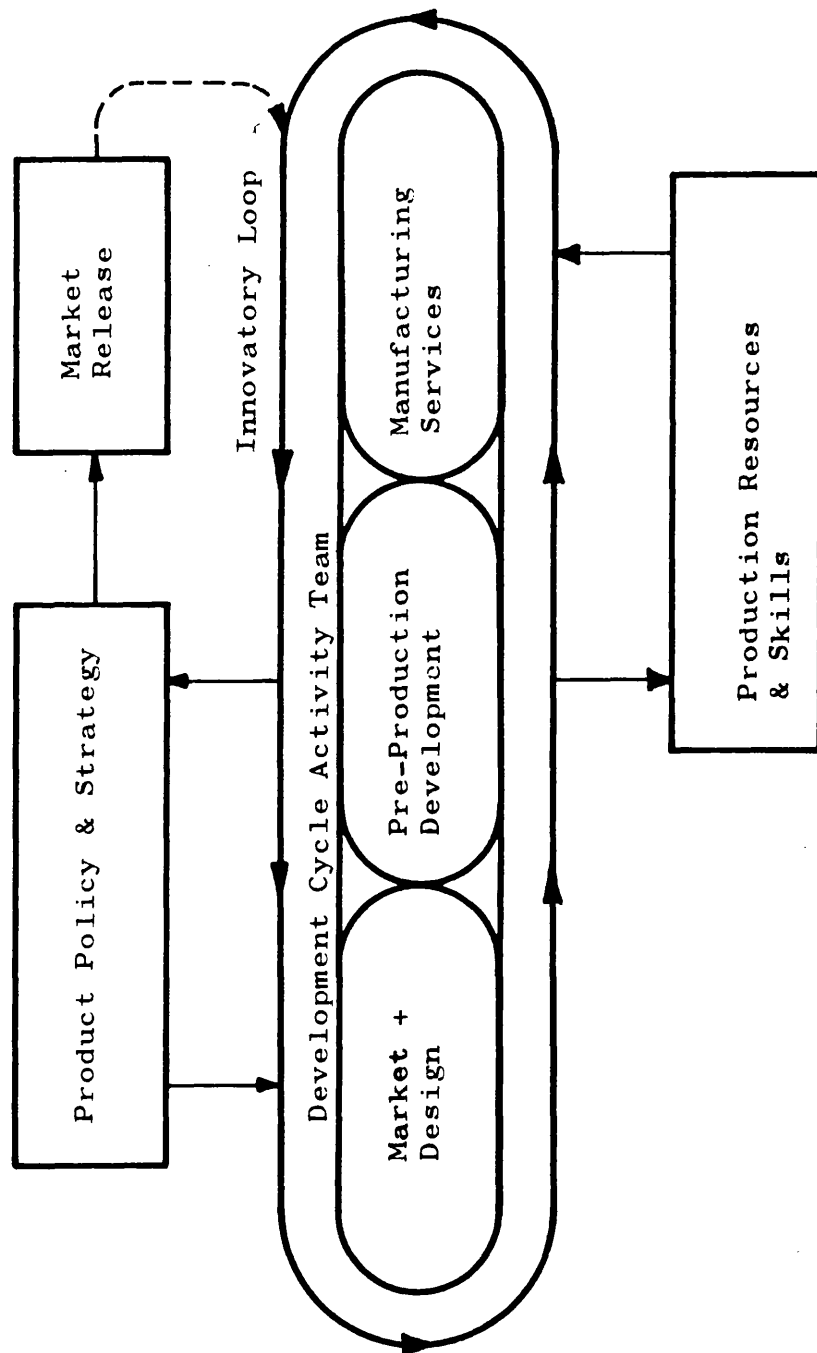 Product Policy & Strategy
Market
Release
Innovatory Loop
Development Cycle Activity Team
Market +
Design
Pre-Production
Development
Manufacturing
Services
Production Resources
& Skills